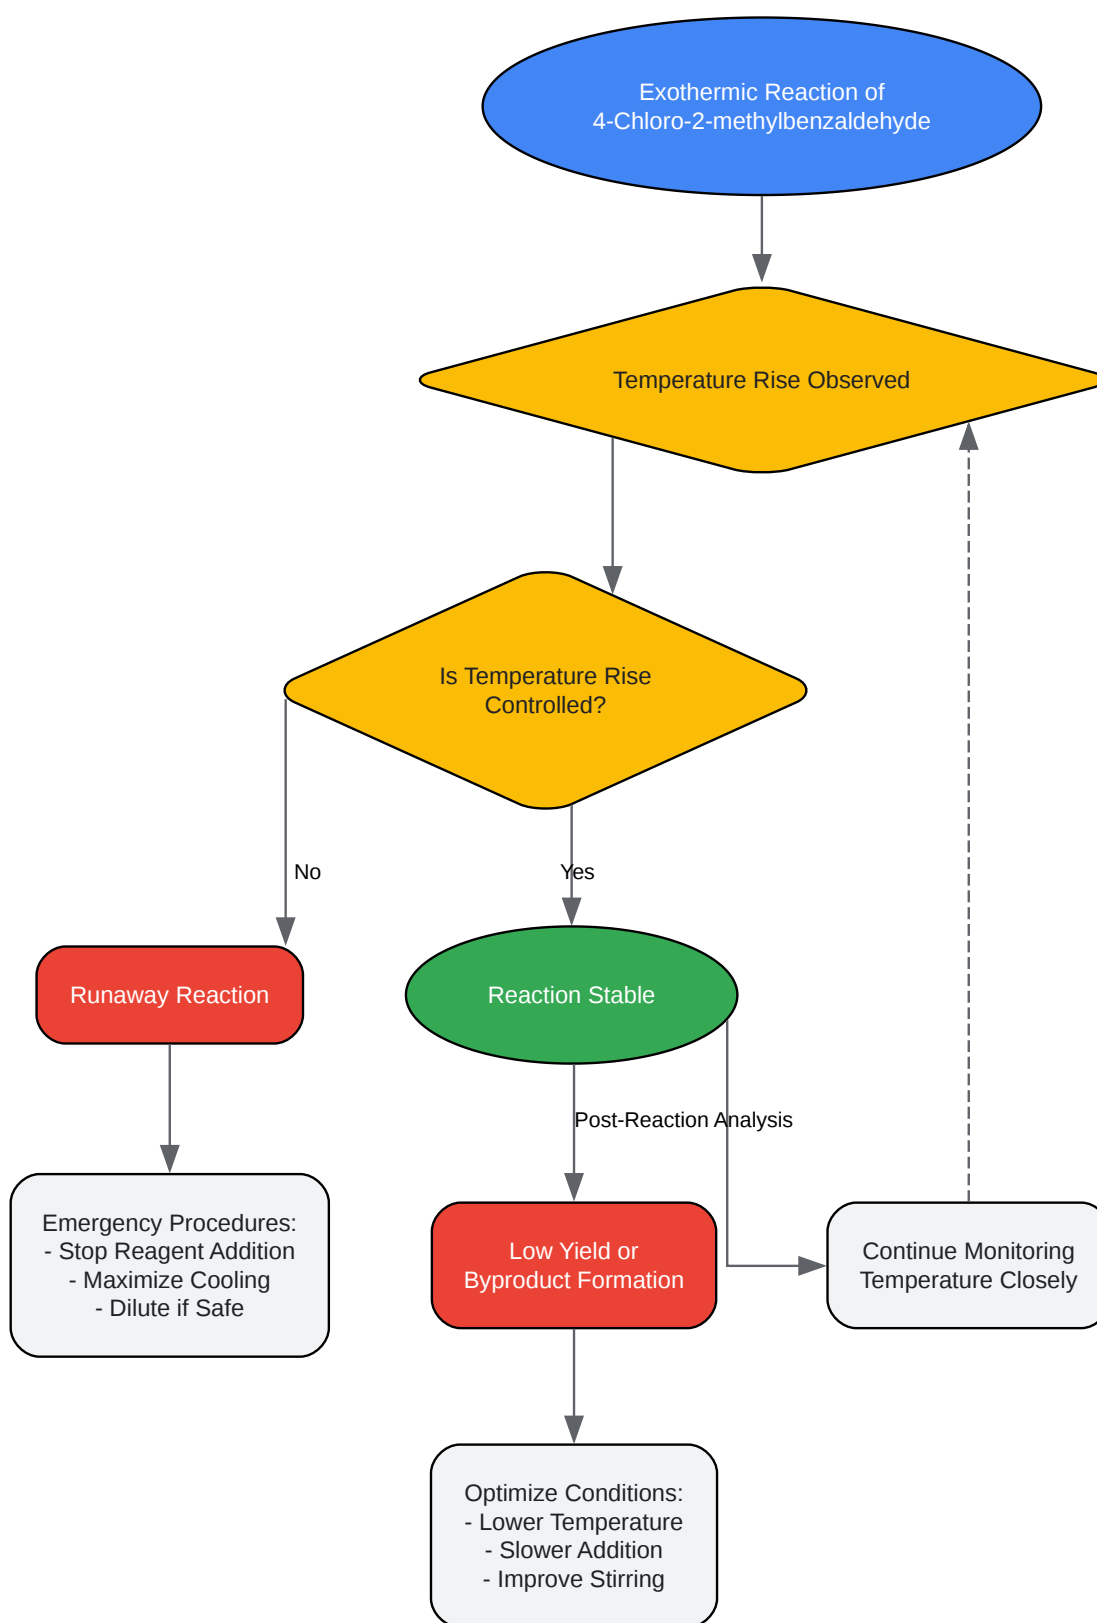 Exothermic Reaction of
4-Chloro-2-methylbenzaldehyde
Temperature Rise Observed
Is Temperature Rise
Controlled?
No
Yes
Runaway Reaction
Reaction Stable
Post-Reaction Analysis
Emergency Procedures:
- Stop Reagent Addition
- Maximize Cooling
- Dilute if Safe
Low Yield or
Byproduct Formation
Continue Monitoring
Temperature Closely
Optimize Conditions:
- Lower Temperature
- Slower Addition
- Improve Stirring